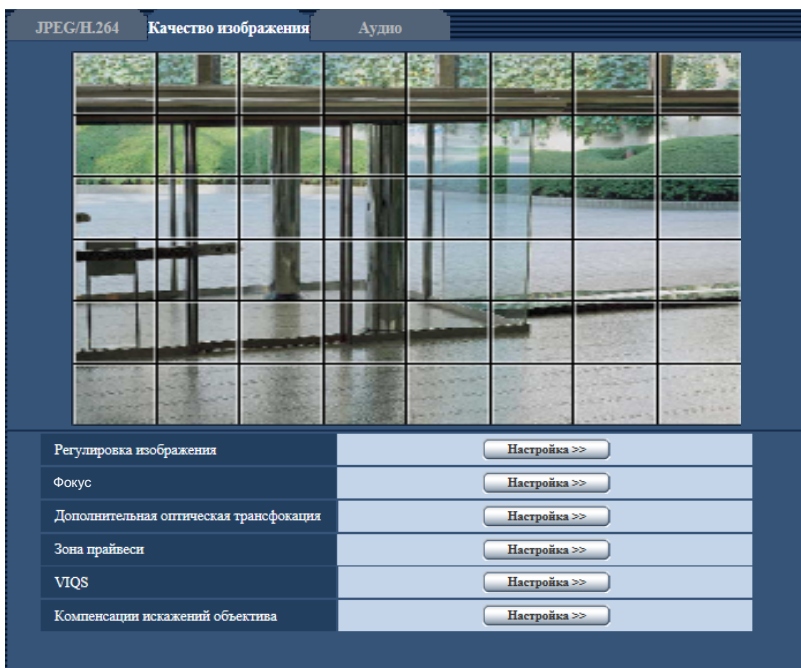 JPEG/H.264 Качество изображения Аудио
Регулировка изображения Настройка >>
Фокус Настройка >>
Дополнительная оптическая трансфокация Настройка >>
Зона прайвеси Настройка >>
VIQS Настройка >>
Компенсации искажений объектива Настройка >>